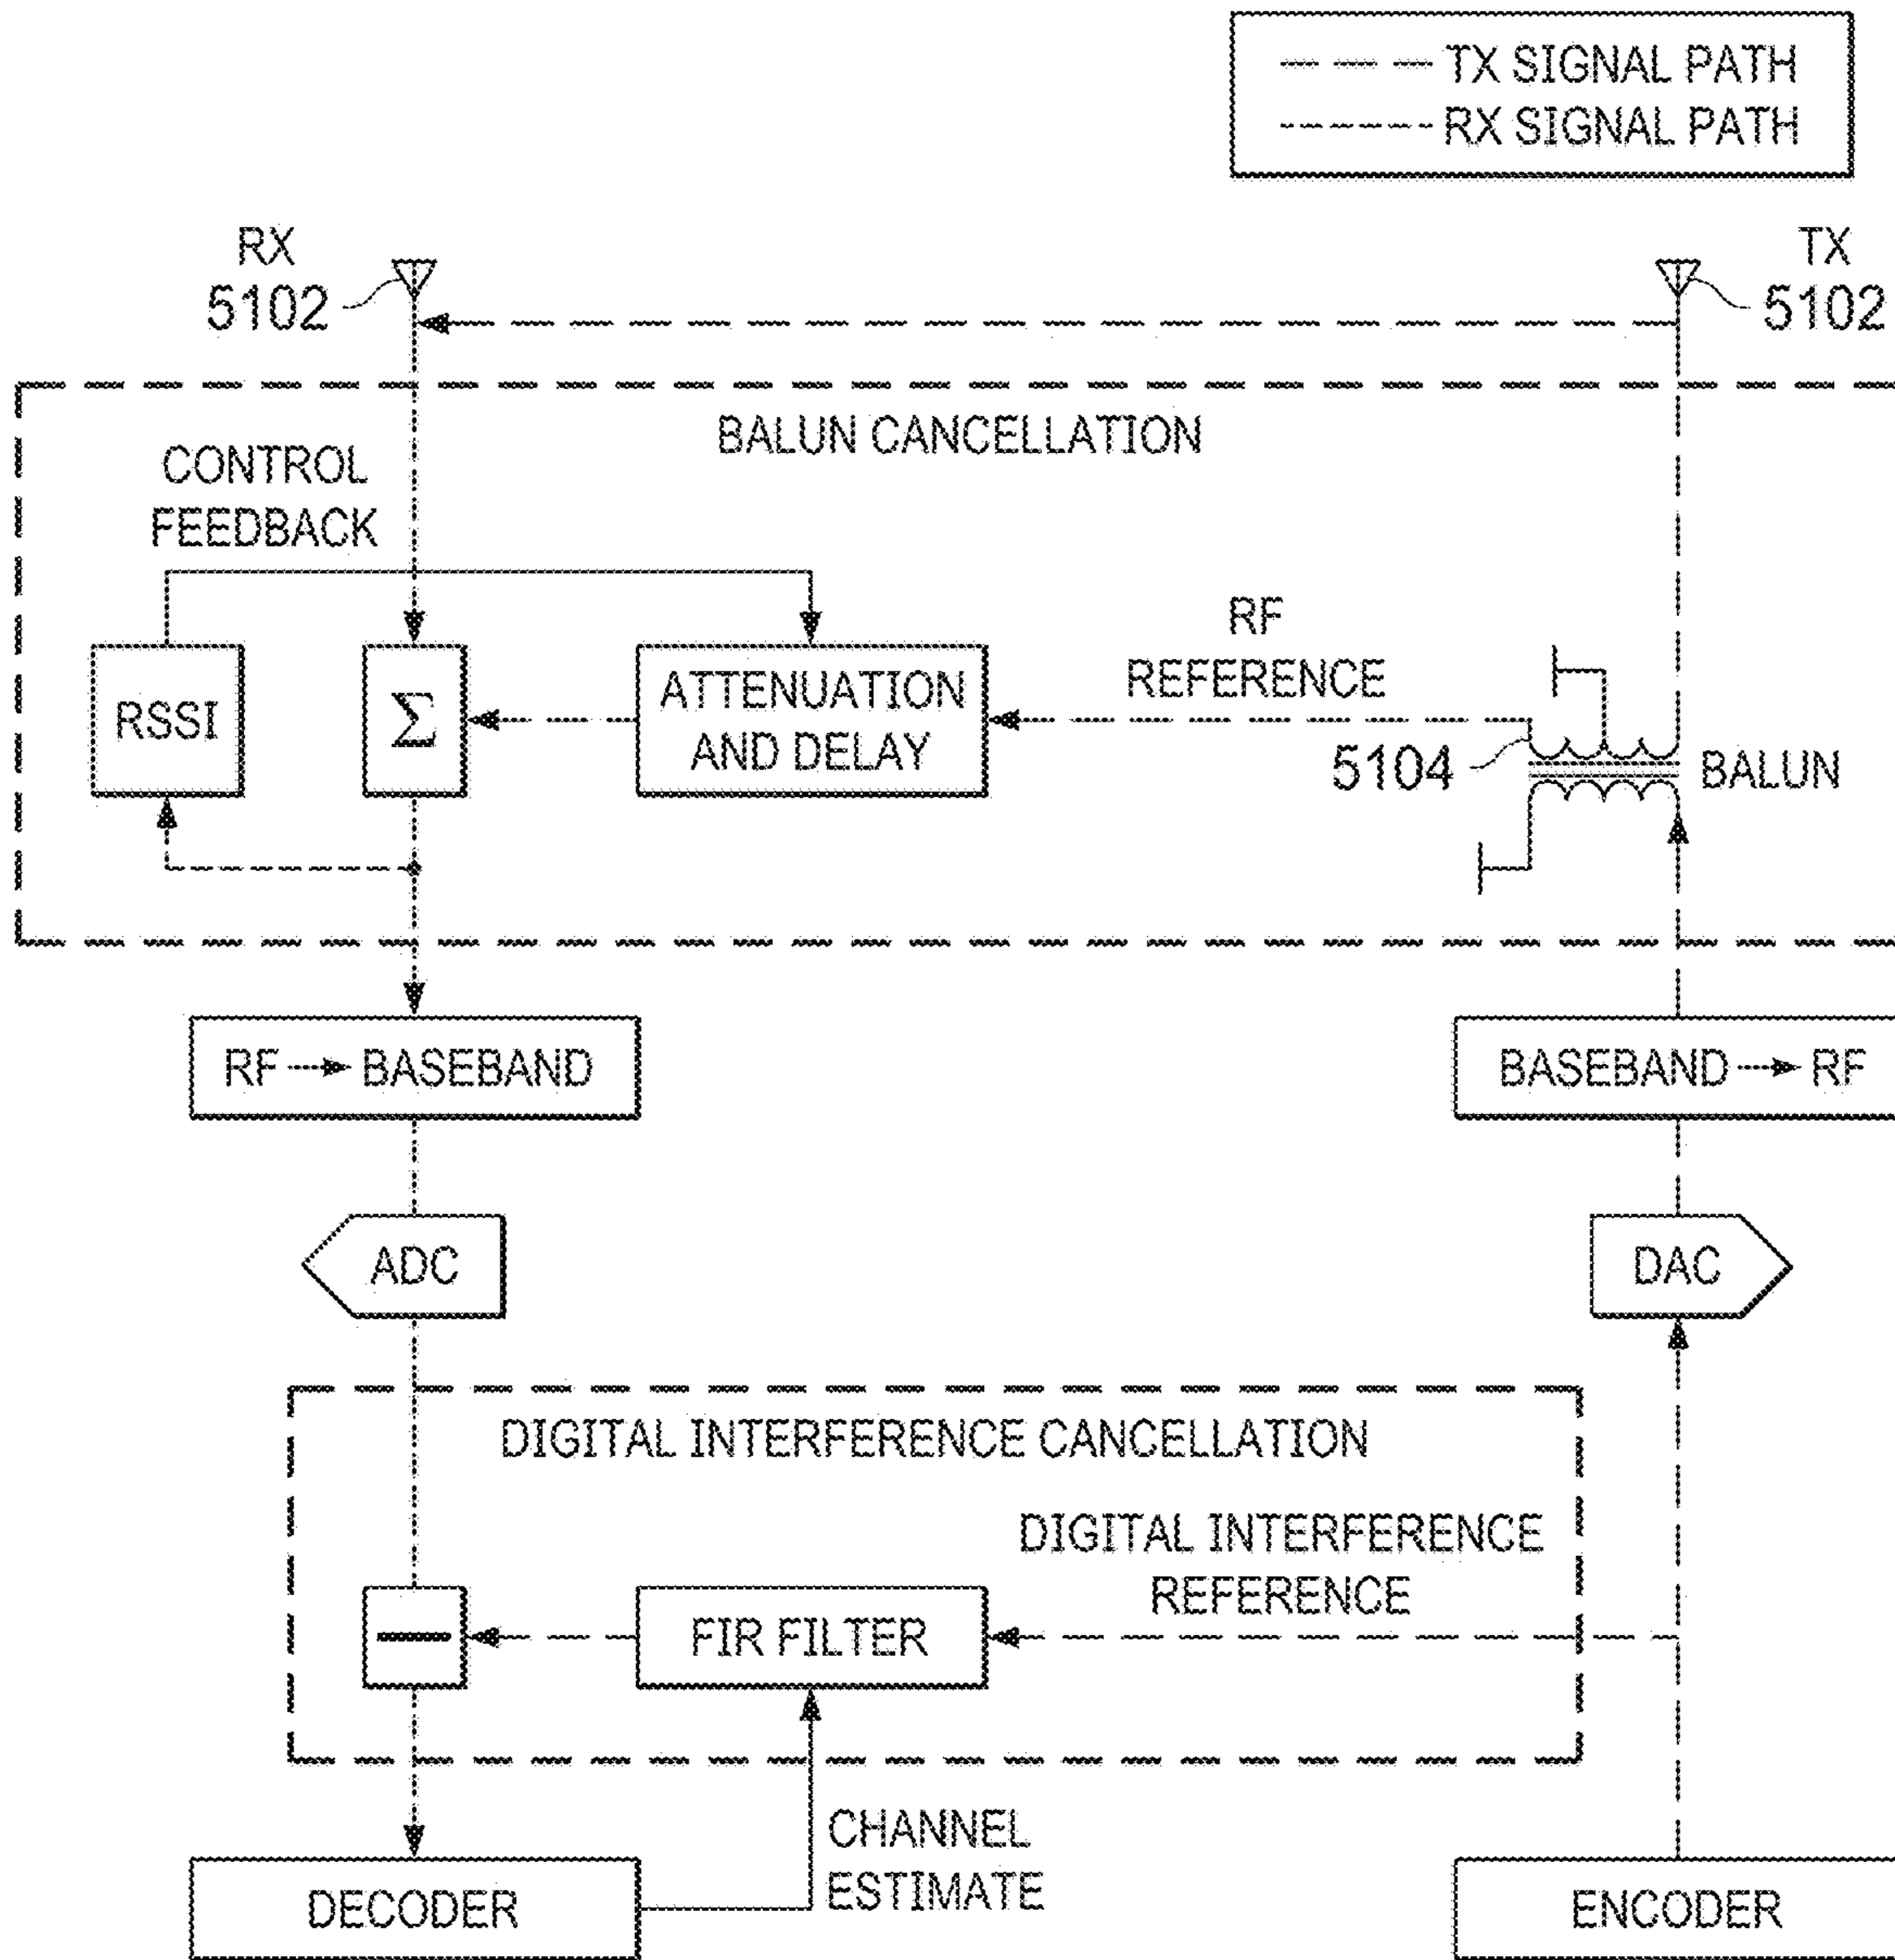 TX SIGNAL PATH
RX SIGNAL PATH
RX
5102
TX
5102
BALUN CANCELLATION
CONTROL
FEEDBACK
RF
REFERENCE
RSSI
Σ
ATTENUATION
AND DELAY
5104
BALUN
RF → BASEBAND
BASEBAND → RF
ADC
DAC
DIGITAL INTERFERENCE CANCELLATION
DIGITAL INTERFERENCE
REFERENCE
FIR FILTER
CHANNEL
ESTIMATE
DECODER
ENCODER